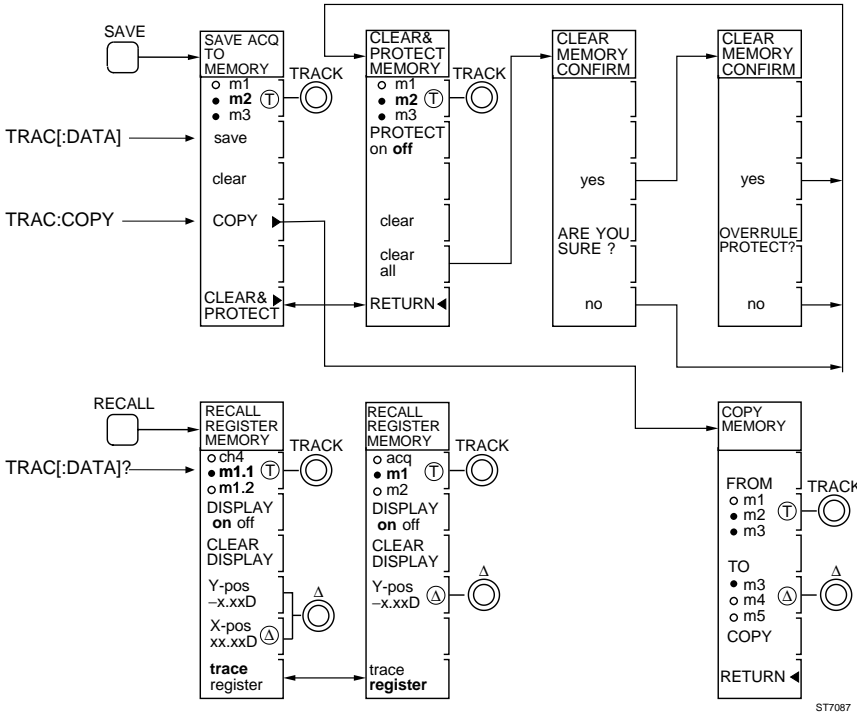 SAVE
SAVE ACQ
TO
MEMORY
m1
m2 T
m3
TRACK
TRAC[:DATA]
save
clear
TRAC:COPY
COPY
CLEAR&
PROTECT
CLEAR&
PROTECT
MEMORY
m1
m2 T
m3
TRACK
PROTECT
on off
clear
clear
all
RETURN
CLEAR
MEMORY
CONFIRM
yes
ARE YOU
SURE ?
no
CLEAR
MEMORY
CONFIRM
yes
OVERRULE
PROTECT?
no
RECALL
RECALL
REGISTER
MEMORY
TRAC[:DATA]?
ch4
m1.1 T
m1.2
TRACK
DISPLAY
on off
CLEAR
DISPLAY
Y-pos
–x.xxD
X-pos
xx.xxD Δ
Δ
trace
register
RECALL
REGISTER
MEMORY
acq
m1 T
m2
TRACK
DISPLAY
on off
CLEAR
DISPLAY
Y-pos
–x.xxD Δ
Δ
trace
register
COPY
MEMORY
FROM
m1
m2 T
m3
TRACK
TO
m3
m4 Δ
m5
Δ
COPY
RETURN
ST7087